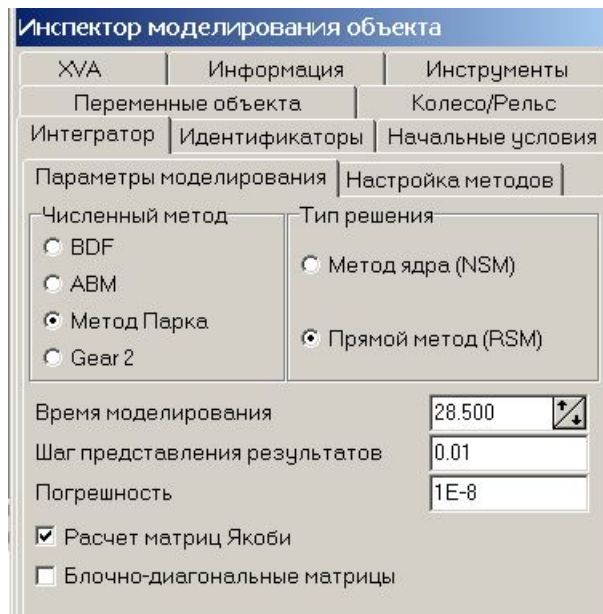 Инспектор моделирования объекта
XVA Информация Инструменты
Переменные объекта Колесо/Рельс
Интегратор Идентификаторы Начальные условия
Параметры моделирования Настройка методов
Численный метод Тип решения
BDF
Метод ядра (NSM)
ABM
Метод Парка
Прямой метод (RSM)
Gear 2
Время моделирования 28.500
Шаг представления результатов 0.01
Погрешность 1E-8
Расчет матриц Якоби
Блочно-диагональные матрицы